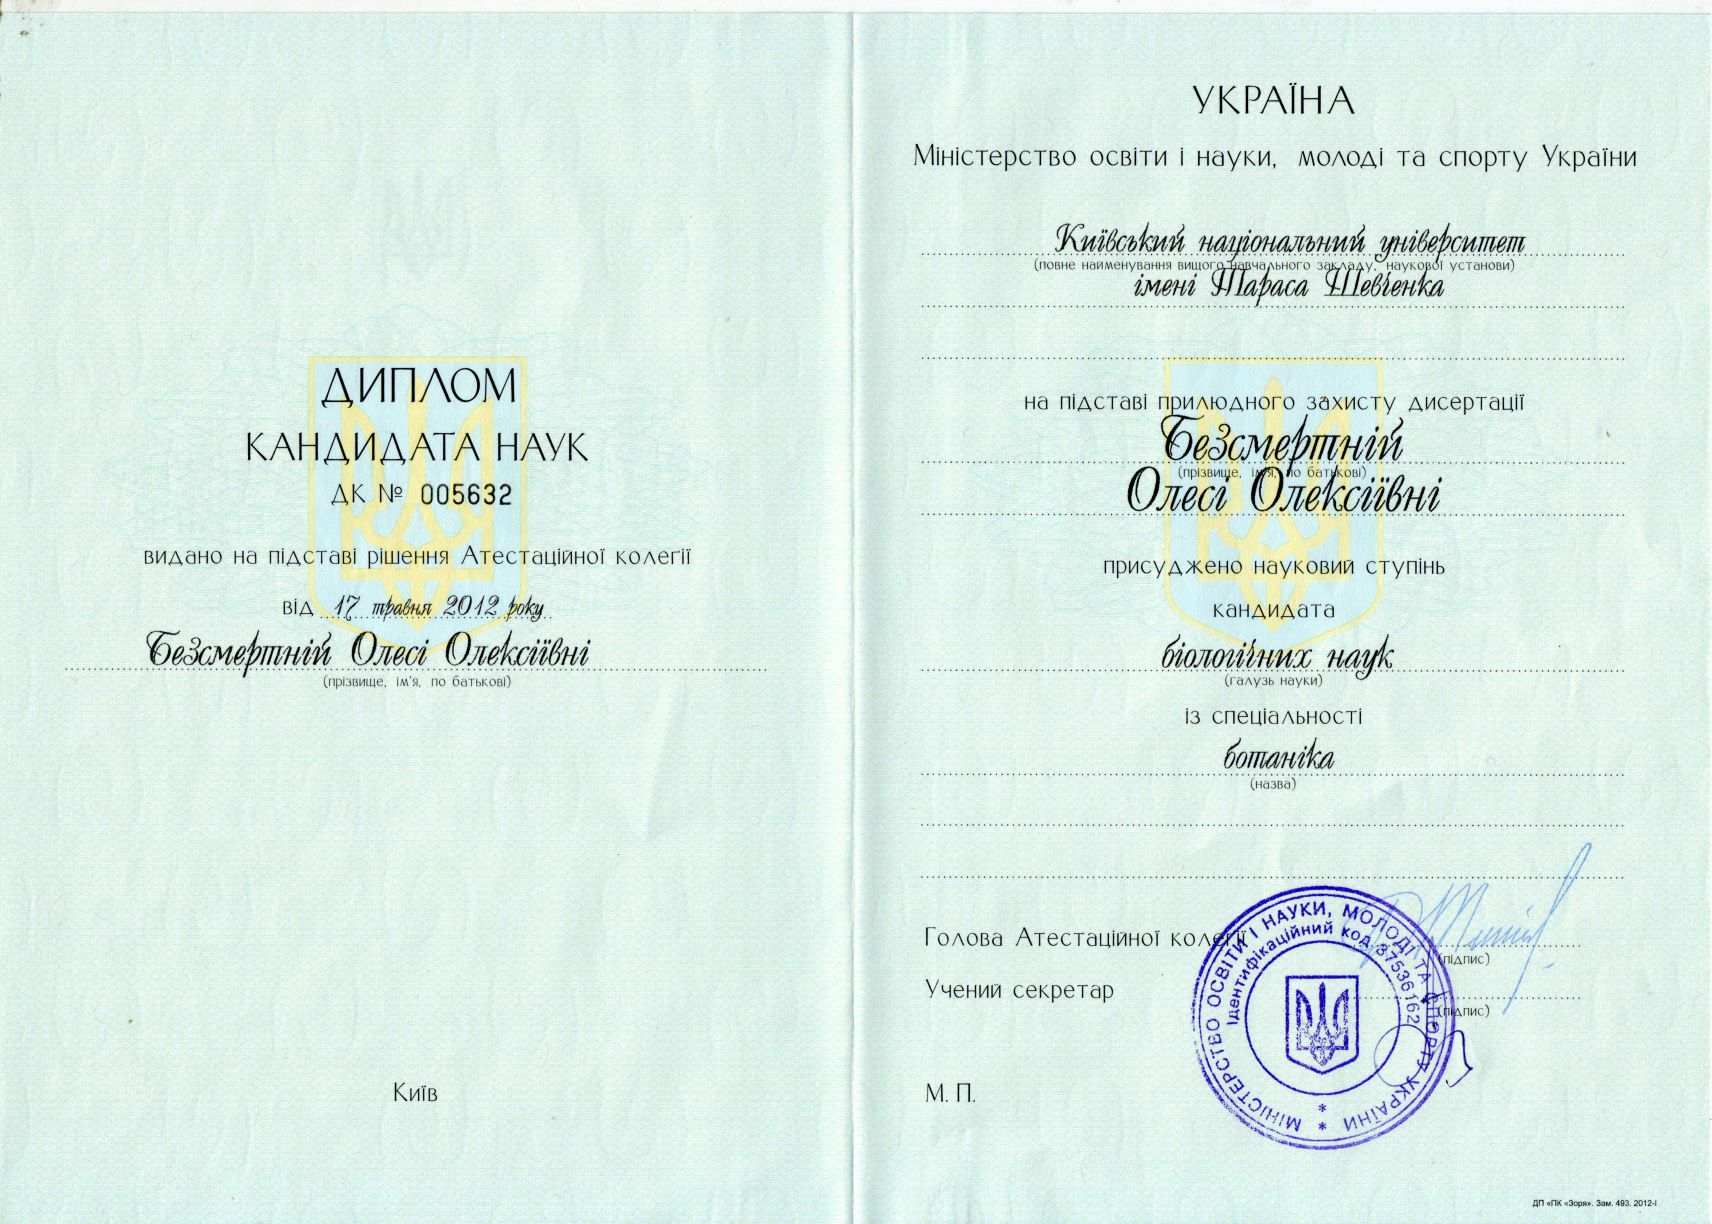 ДИПЛОМ
КАНДИДАТА НАУК
ДК № 005632
видано на підставі рішення Атестаційної колегії
від 17 травня 2012 року
Безсмертній Олесі Олексіївні
(прізвище, ім'я, по батькові)
Київ
УКРАЇНА
Міністерство освіти і науки, молоді та спорту України
Київський національний університет
(повне найменування вищого навчального закладу, наукової установи)
імені Тараса Шевченка
на підставі прилюдного захисту дисертації
Безсмертній
(прізвище, ім'я, по батькові)
Олесі Олексіївні
присуджено науковий ступінь
кандидата
біологічних наук
(галузь науки)
із спеціальності
ботаніка
(назва)
Голова Атестаційної колегії
(підпис)
Учений секретар
(підпис)
М. П.
МІНІСТЕРСТВО ОСВІТИ І НАУКИ, МОЛОДІ ТА СПОРТУ УКРАЇНИ * *
Ідентифікаційний код 37536162
ДП «ПК «Зоря». Зам. 493. 2012-І